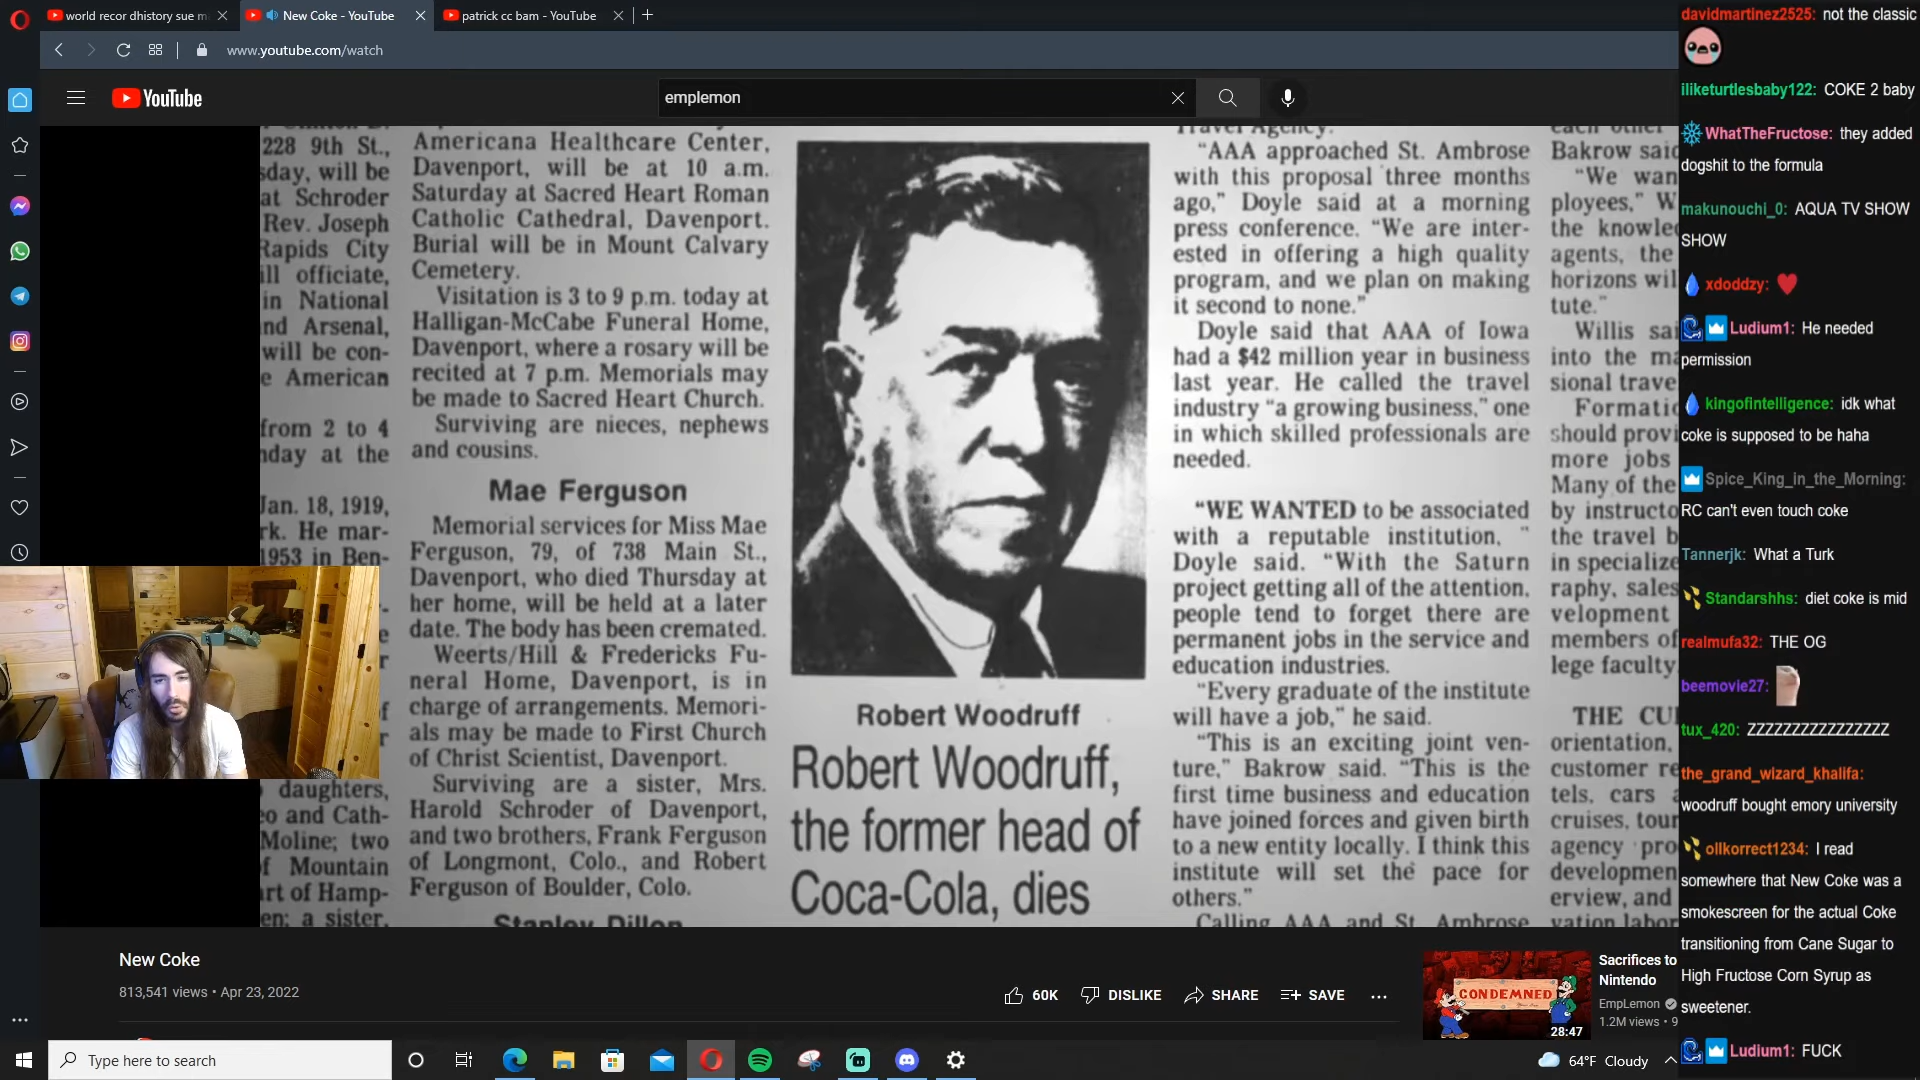 world recor dhistory sue m
New Coke - YouTube
patrick cc bam - YouTube
www.youtube.com/watch
YouTube
emplemon
228 9th St.,
sday, will be
at Schroder
Rev. Joseph
Rapids City
ill officiate,
in National
nd Arsenal,
will be con-
e American
from 2 to 4
day at the
Jan. 18, 1919,
rk. He mar-
1953 in Ben-
daughters,
eo and Cath-
Moline; two
f Mountain
art of Hamp-
en; a sister,
Americana Healthcare Center,
Davenport, will be at 10 a.m.
Saturday at Sacred Heart Roman
Catholic Cathedral, Davenport.
Burial will be in Mount Calvary
Cemetery.
Visitation is 3 to 9 p.m. today at
Halligan-McCabe Funeral Home,
Davenport, where a rosary will be
recited at 7 p.m. Memorials may
be made to Sacred Heart Church.
Surviving are nieces, nephews
and cousins.
Mae Ferguson
Memorial services for Miss Mae
Ferguson, 79, of 738 Main St.,
Davenport, who died Thursday at
her home, will be held at a later
date. The body has been cremated.
Weerts/Hill & Fredericks Fu-
neral Home, Davenport, is in
charge of arrangements. Memori-
als may be made to First Church
of Christ Scientist, Davenport.
Surviving are a sister, Mrs.
Harold Schroder of Davenport,
and two brothers, Frank Ferguson
of Longmont, Colo., and Robert
Ferguson of Boulder, Colo.
Stanley Dillon
Robert Woodruff
Robert Woodruff,
the former head of
Coca-Cola, dies
Travel Agency.
"AAA approached St. Ambrose
with this proposal three months
ago," Doyle said at a morning
press conference. "We are inter-
ested in offering a high quality
program, and we plan on making
it second to none."
Doyle said that AAA of Iowa
had a $42 million year in business
last year. He called the travel
industry "a growing business," one
in which skilled professionals are
needed.
"WE WANTED to be associated
with a reputable institution, "
Doyle said. "With the Saturn
project getting all of the attention,
people tend to forget there are
permanent jobs in the service and
education industries.
"Every graduate of the institute
will have a job," he said.
"This is an exciting joint ven-
ture," Bakrow said. "This is the
first time business and education
have joined forces and given birth
to a new entity locally. I think this
institute will set the pace for
others."
Calling AAA and St. Ambrose
each other
Bakrow said
"We wan
ployees," W
the knowle
agents, the
horizons wil
tute."
Willis sai
into the ma
sional trave
Formatio
should provi
more jobs
Many of the
by instructo
the travel b
in specialize
raphy, sales
velopment
members of
lege faculty
THE CU
orientation,
customer re
tels, cars a
cruises, tour
agency pro
developmen
erview, and
vation labor
New Coke
813,541 views • Apr 23, 2022
60K
DISLIKE
SHARE
SAVE
CONDEMNED
28:47
Sacrifices to
Nintendo
EmpLemon
1.2M views • 9
davidmartinez2525: not the classic
iliketurtlesbaby122: COKE 2 baby
WhatTheFructose: they added
dogshit to the formula
makunouchi_0: AQUA TV SHOW
SHOW
xdoddzy:
Ludium1: He needed
permission
kingofintelligence: idk what
coke is supposed to be haha
Spice_King_in_the_Morning:
RC can't even touch coke
Tannerjk: What a Turk
Standarshhs: diet coke is mid
realmufa32: THE OG
beemovie27:
tux_420: ZZZZZZZZZZZZZZZZ
the_grand_wizard_khalifa:
woodruff bought emory university
ollkorrect1234: I read
somewhere that New Coke was a
smokescreen for the actual Coke
transitioning from Cane Sugar to
High Fructose Corn Syrup as
sweetener.
Ludium1: FUCK
Type here to search
64°F Cloudy